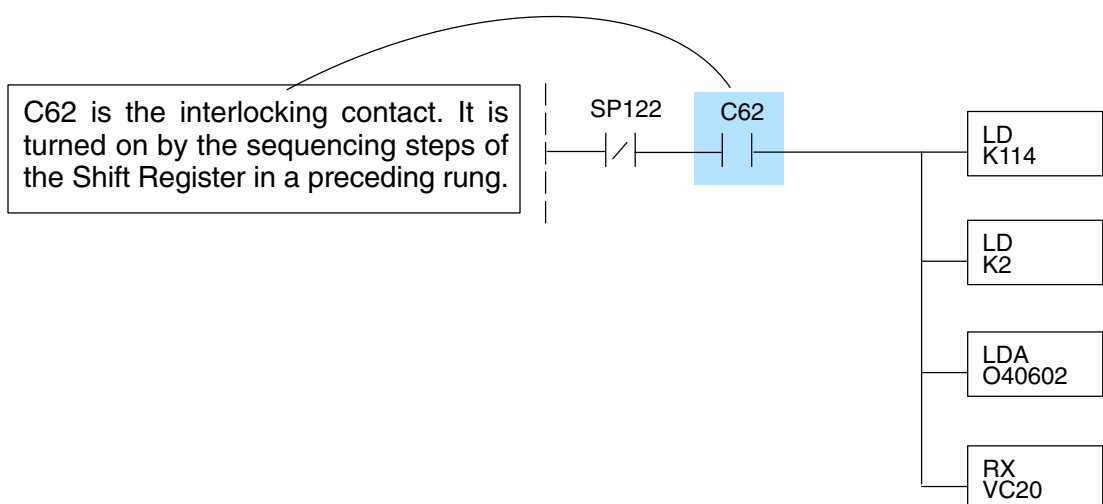 C62 is the interlocking contact. It is
turned on by the sequencing steps of
the Shift Register in a preceding rung.
SP122
C62
LD
K114
LD
K2
LDA
O40602
RX
VC20